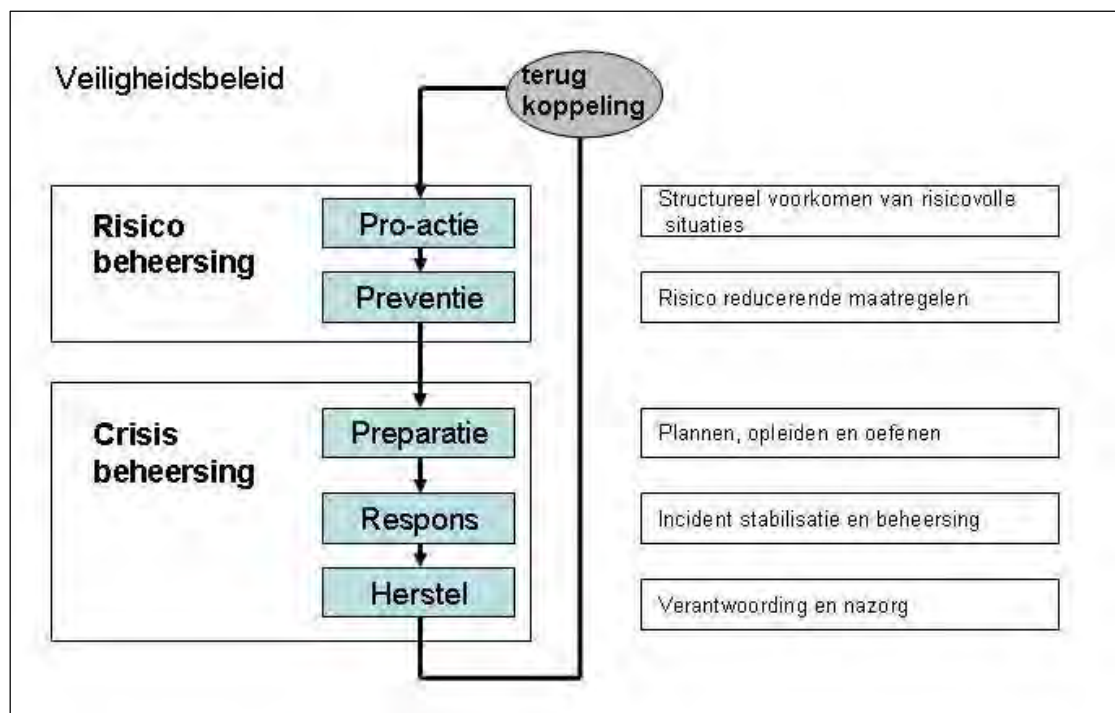 Veiligheidsbeleid
terug
koppeling
Risico
beheersing
Pro-actie
Preventie
Structureel voorkomen van risicovolle
situaties
Risico reducerende maatregelen
Crisis
beheersing
Preparatie
Respons
Herstel
Plannen, opleiden en oefenen
Incident stabilisatie en beheersing
Verantwoording en nazorg